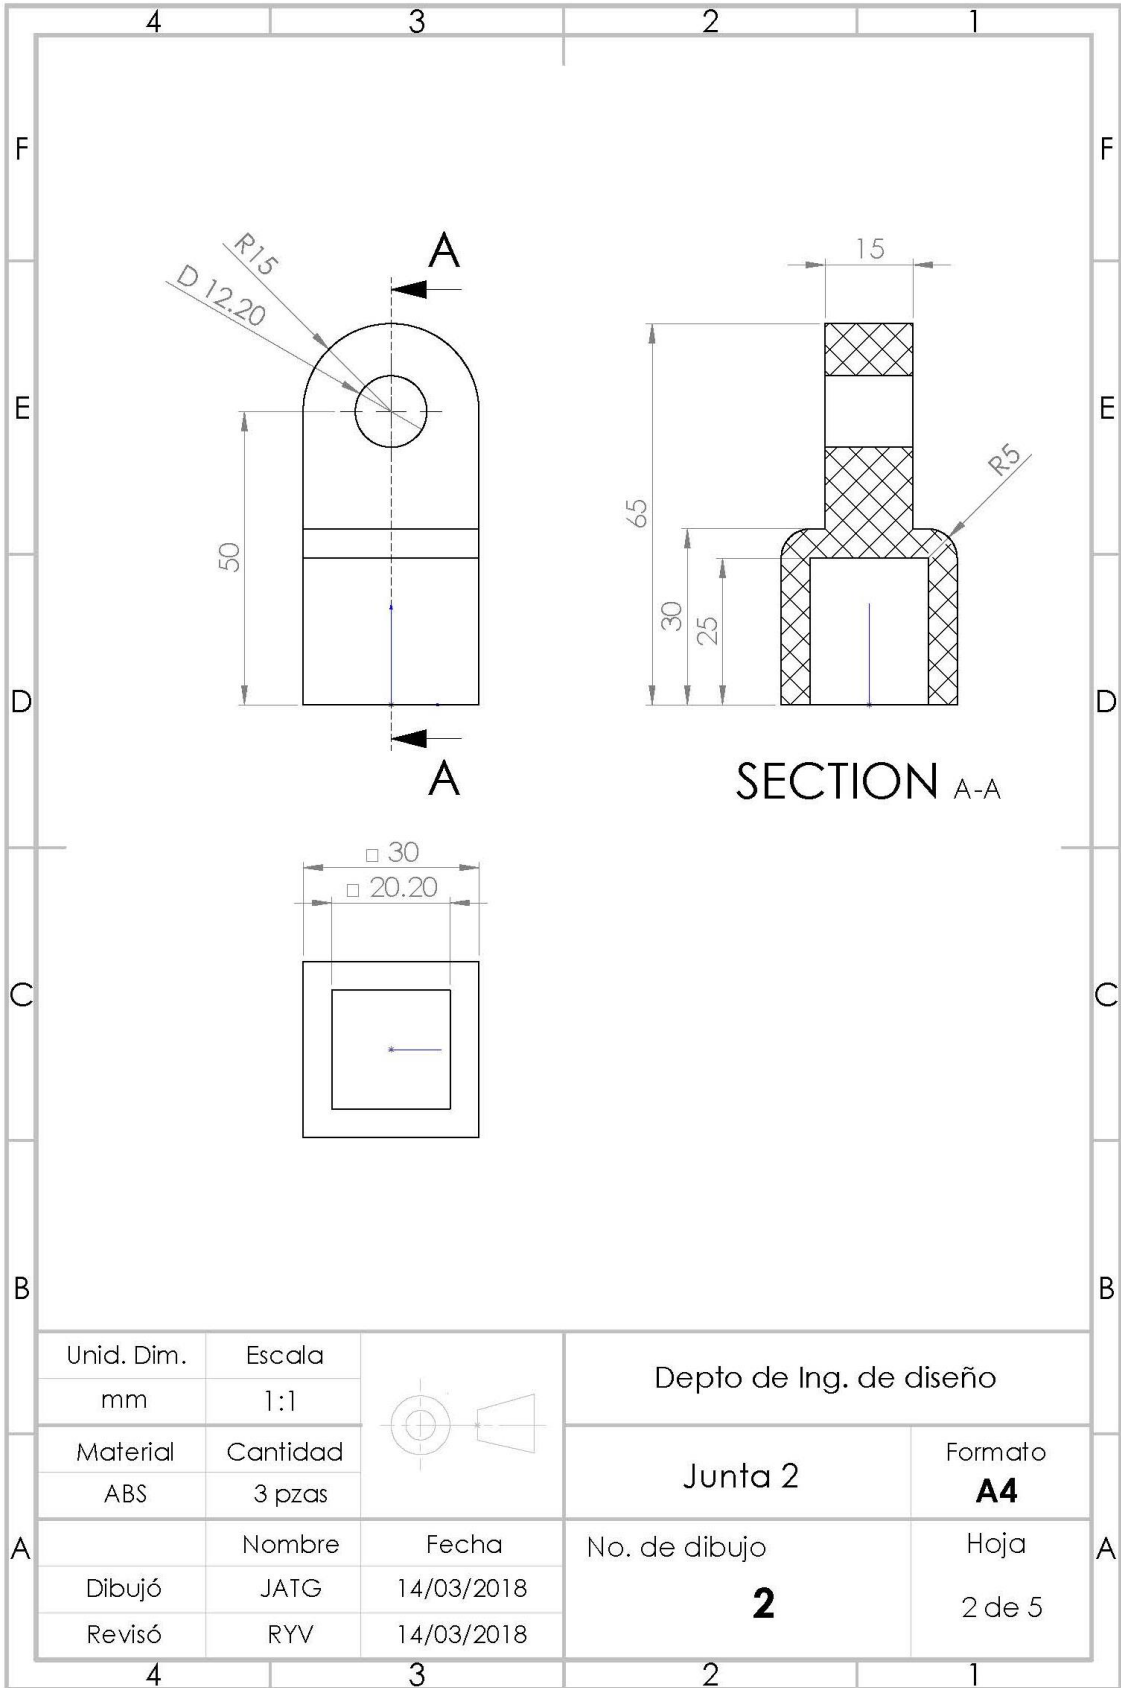 4 3 2 1
F F
A
15
R15
D 12.20
E E
R5
65
50
30
25
D D
A
SECTION A-A
□ 30
□ 20.20
C C
B B
Unid. Dim. Escala
Depto de Ing. de diseño
mm 1:1
Material Cantidad
Junta 2
Formato
ABS 3 pzas
A4
A A
Nombre Fecha
No. de dibujo
Hoja
Dibujó JATG 14/03/2018
2
2 de 5
Revisó RYV 14/03/2018
4 3 2 1